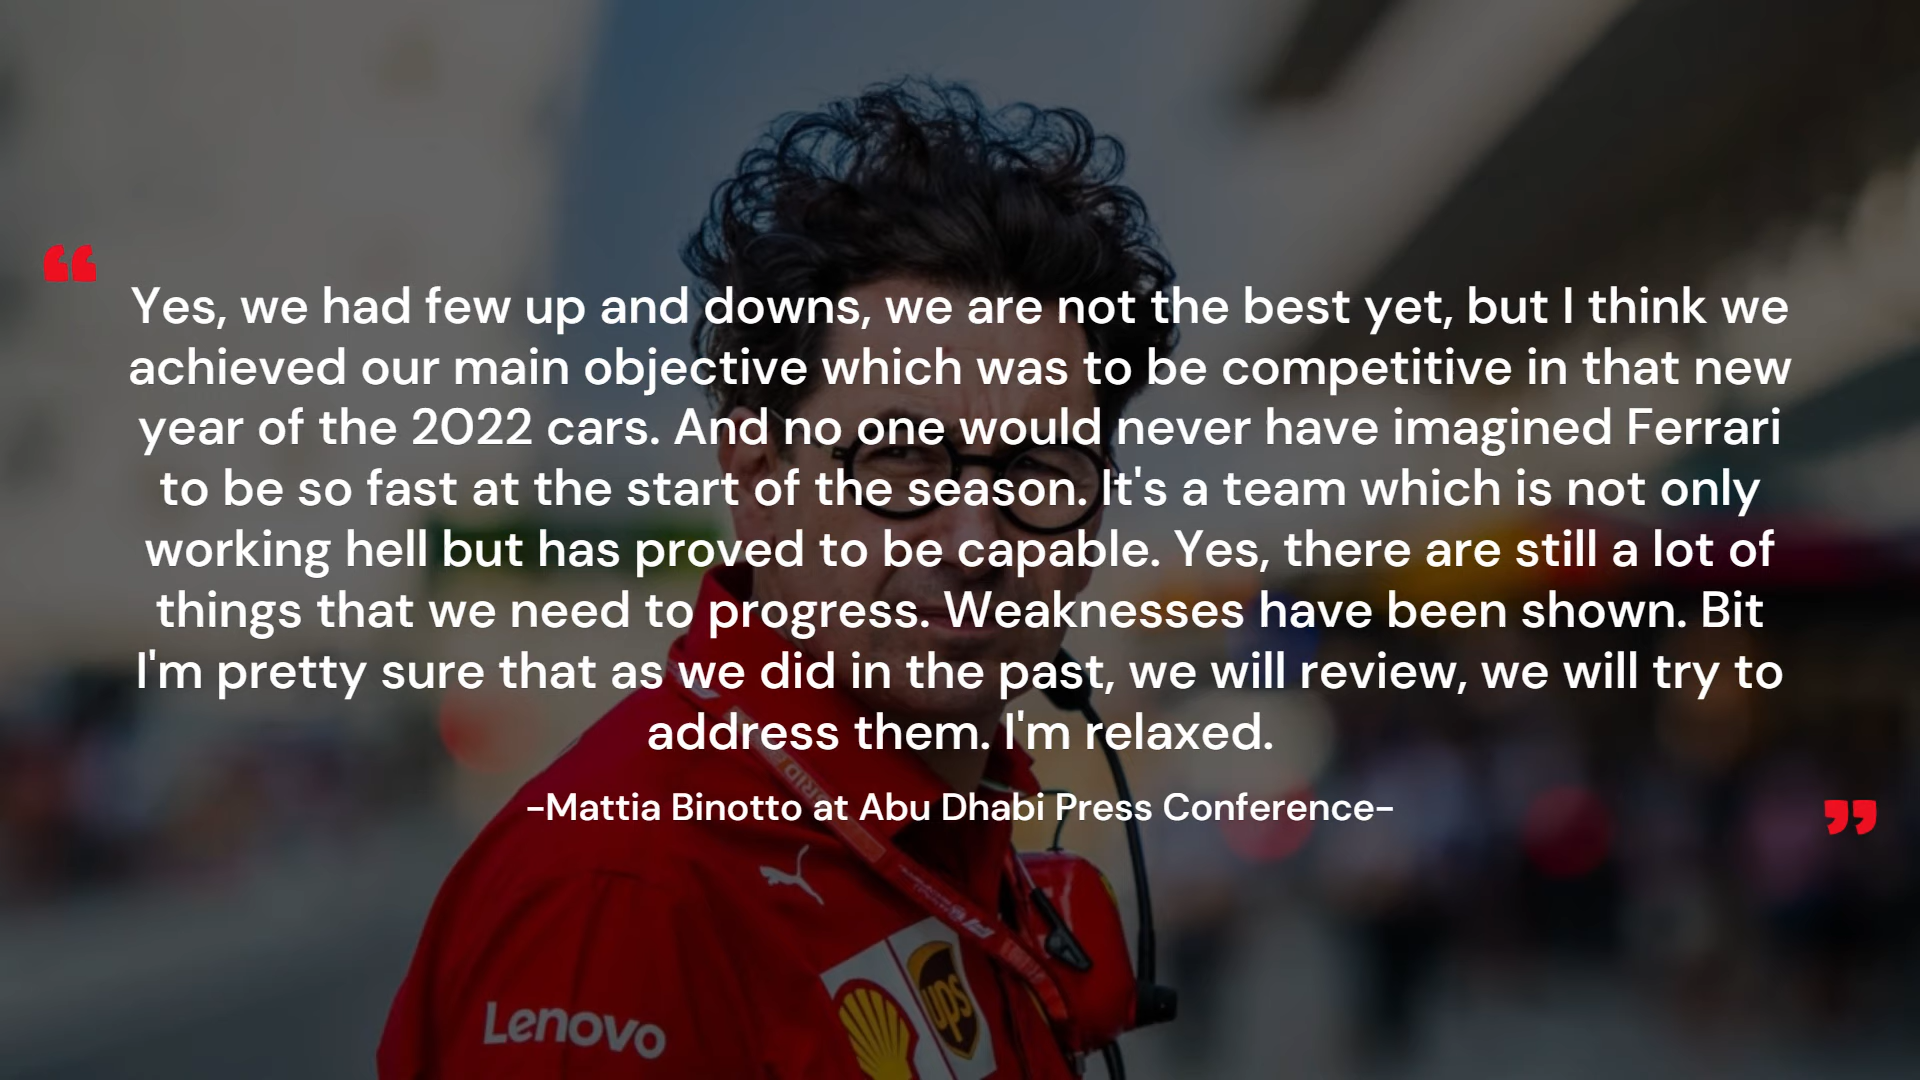 Yes, we had few up and downs, we are not the best yet, but I think we
achieved our main objective which was to be competitive in that new
year of the 2022 cars. And no one would never have imagined Ferrari
to be so fast at the start of the season. It's a team which is not only
working hell but has proved to be capable. Yes, there are still a lot of
things that we need to progress. Weaknesses have been shown. Bit
I'm pretty sure that as we did in the past, we will review, we will try to
address them. I'm relaxed.
-Mattia Binotto at Abu Dhabi Press Conference-
Lenovo
ups